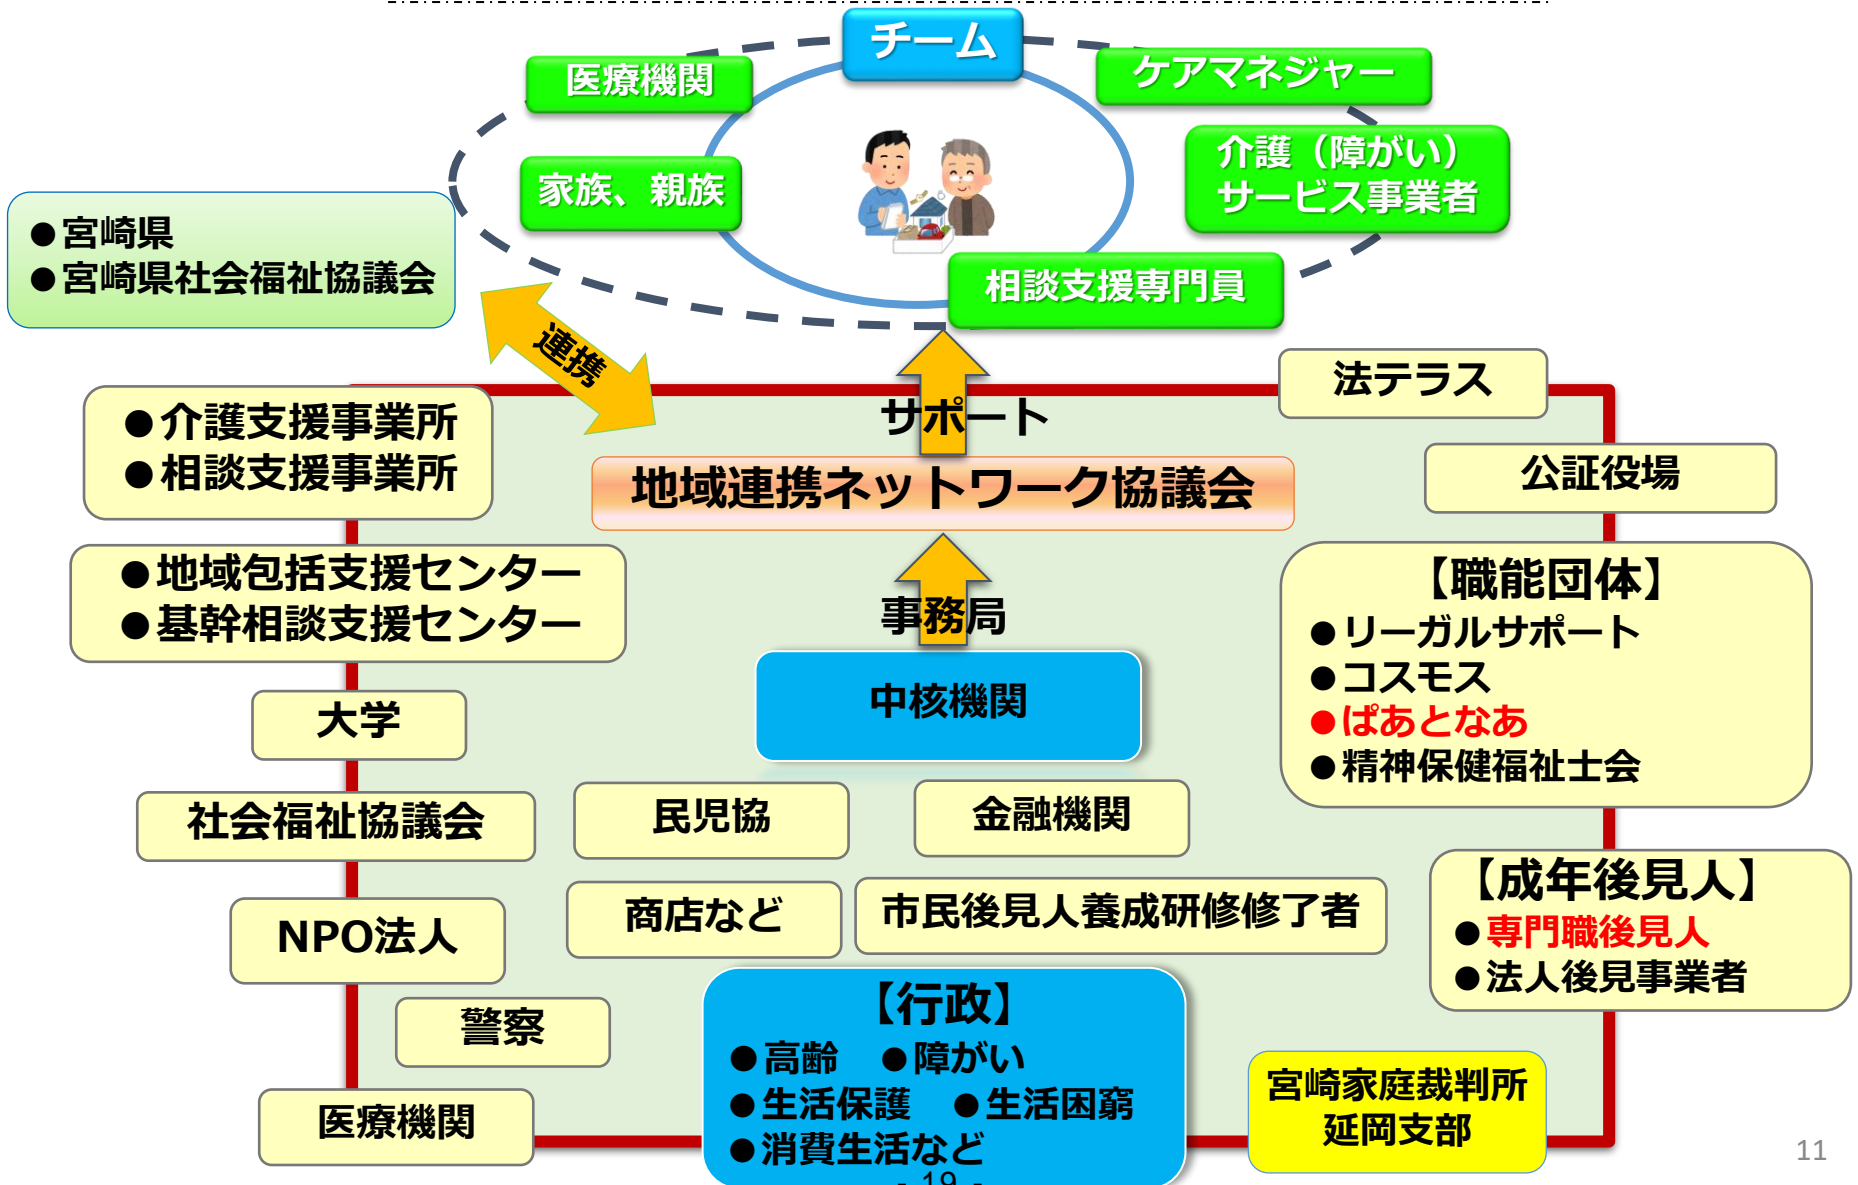 チーム
医療機関
ケアマネジャー
家族、親族
介護（障がい）
サービス事業者
相談支援専門員
●宮崎県
●宮崎県社会福祉協議会
連携
サポート
法テラス
●介護支援事業所
●相談支援事業所
地域連携ネットワーク協議会
公証役場
●地域包括支援センター
●基幹相談支援センター
事務局
中核機関
【職能団体】
●リーガルサポート
●コスモス
●ぱあとなあ
●精神保健福祉士会
大学
社会福祉協議会
民児協
金融機関
NPO法人
商店など
市民後見人養成研修修了者
【成年後見人】
●専門職後見人
●法人後見事業者
警察
医療機関
【行政】
●高齢　●障がい
●生活保護　●生活困窮
●消費生活など
宮崎家庭裁判所
延岡支部
11
- 19 -